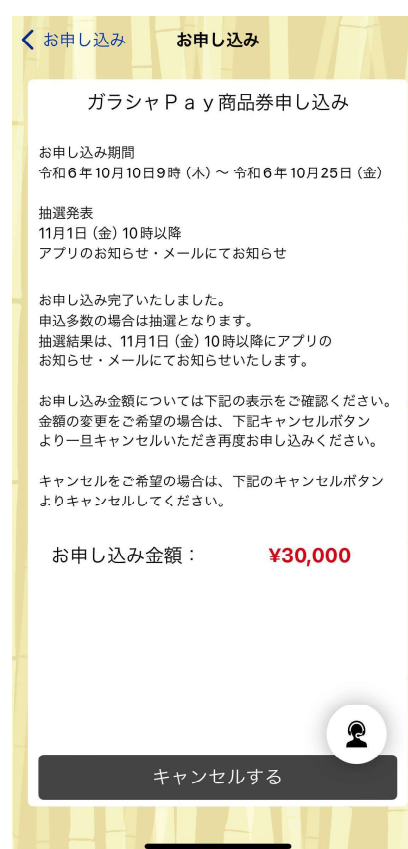 お申し込み お申し込み
ガラシャＰａｙ商品券申し込み
お申し込み期間
令和６年10月10日9時（木）～ 令和６年10月25日（金）
抽選発表
11月1日（金）10時以降
アプリのお知らせ・メールにてお知らせ
お申し込み完了いたしました。
申込多数の場合は抽選となります。
抽選結果は、11月1日（金）10時以降にアプリの
お知らせ・メールにてお知らせいたします。
お申し込み金額については下記の表示をご確認ください。
金額の変更をご希望の場合は、下記キャンセルボタン
より一旦キャンセルいただき再度お申し込みください。
キャンセルをご希望の場合は、下記のキャンセルボタン
よりキャンセルしてください。
お申し込み金額： ¥30,000
キャンセルする